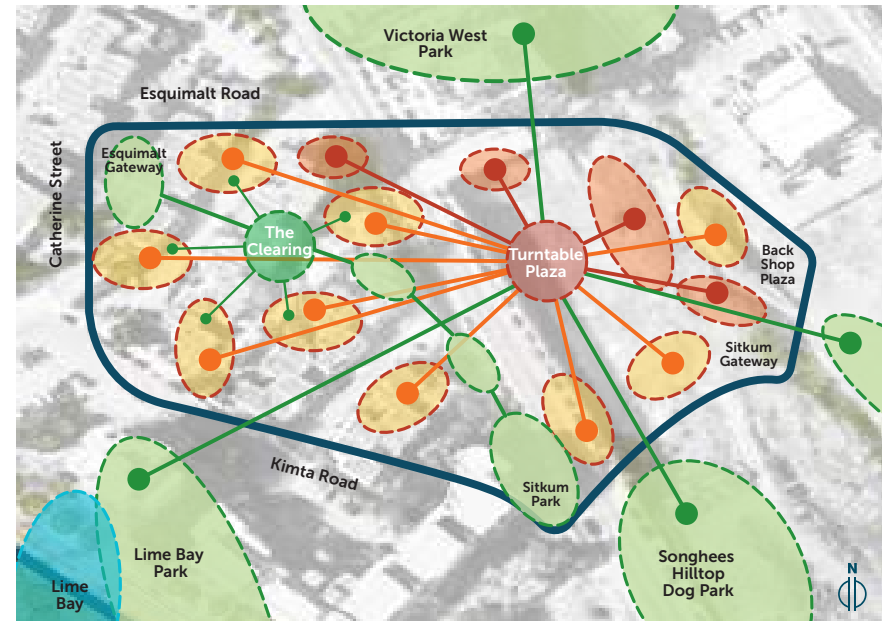 Victoria West
Park
Esquimalt Road
Esquimalt
Gateway
Catherine Street
The
Clearing
Turntable
Plaza
Back
Shop
Plaza
Sitkum
Gateway
Kimta Road
Sitkum
Park
Lime Bay
Park
Songhees
Hilltop
Dog Park
Lime
Bay
N